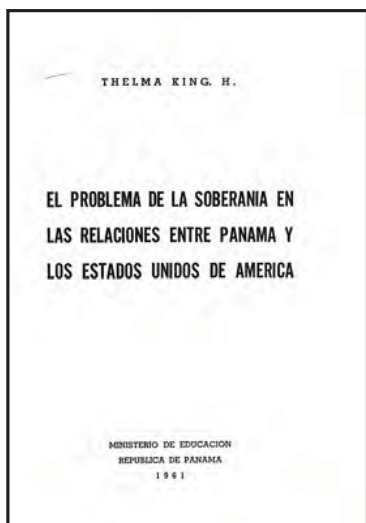 THELMA KING. H.
EL PROBLEMA DE LA SOBERANIA EN
LAS RELACIONES ENTRE PANAMA Y
LOS ESTADOS UNIDOS DE AMERICA
MINISTERIO DE EDUCACION
REPUBLICA DE PANAMA
1961